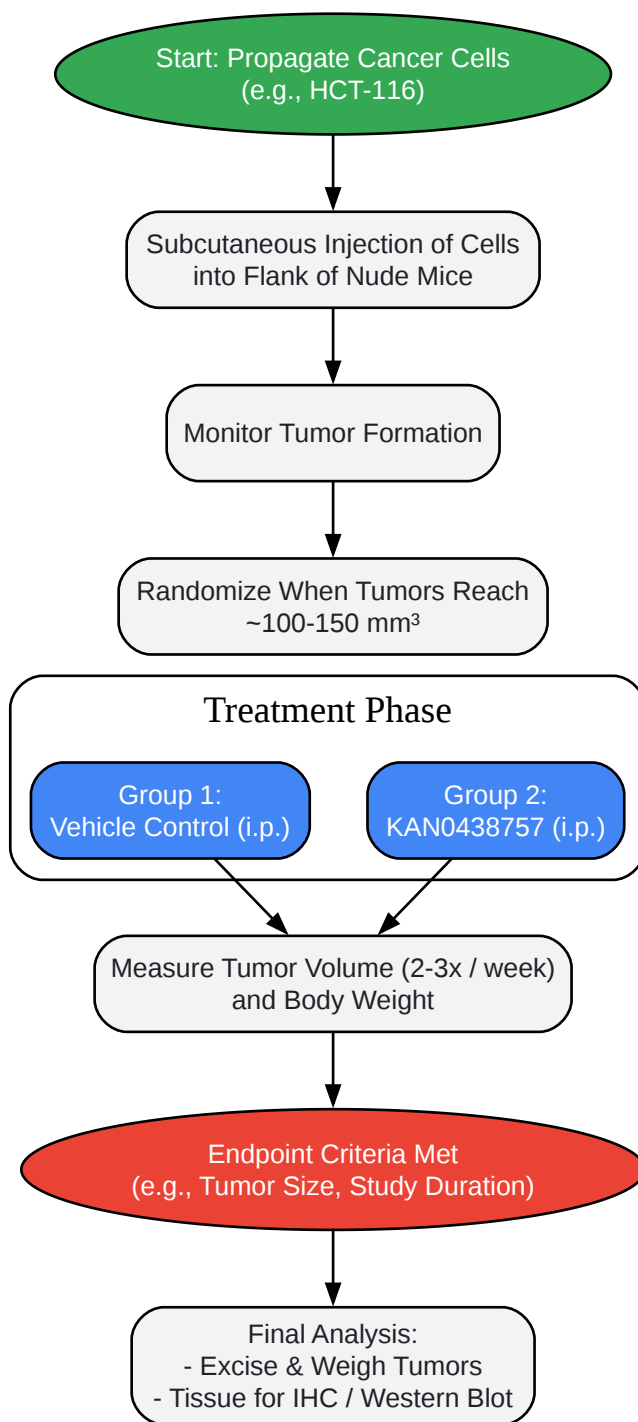 Start: Propagate Cancer Cells
(e.g., HCT-116)
Subcutaneous Injection of Cells
into Flank of Nude Mice
Monitor Tumor Formation
Randomize When Tumors Reach
~100-150 mm³
Treatment Phase
Group 1:
Vehicle Control (i.p.)
Group 2:
KAN0438757 (i.p.)
Measure Tumor Volume (2-3x / week)
and Body Weight
Endpoint Criteria Met
(e.g., Tumor Size, Study Duration)
Final Analysis:
- Excise & Weigh Tumors
- Tissue for IHC / Western Blot